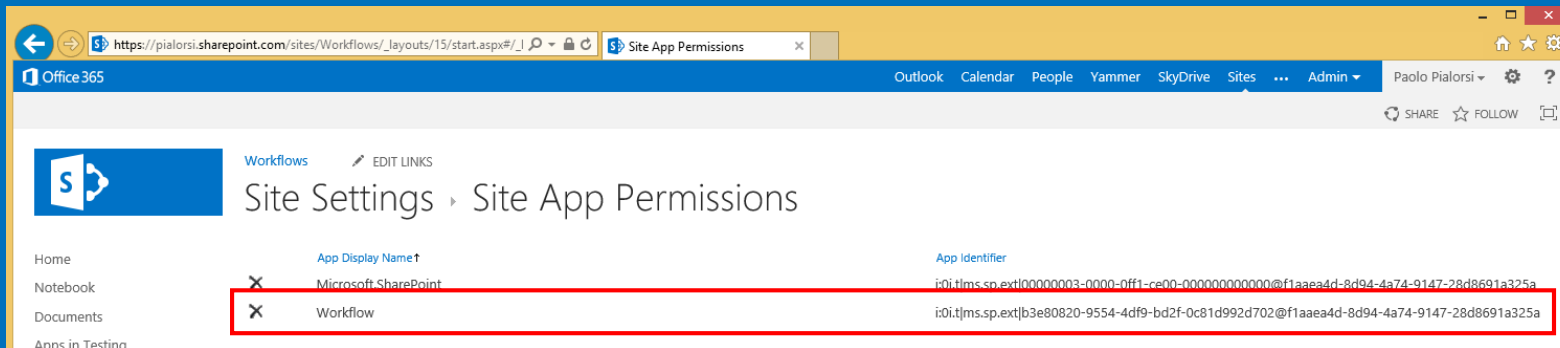 https://pialorsi.sharepoint.com/sites/Workflows/_layouts/15/start.aspx#/_l
Site App Permissions
Office 365
Outlook Calendar People Yammer SkyDrive Sites ... Admin Paolo Pialorsi ?
SHARE FOLLOW
S
Workflows EDIT LINKS
Site Settings › Site App Permissions
Home
Notebook
Documents
Apps in Testing
App Display Name↑ App Identifier
Microsoft.SharePoint i:0i.t|ms.sp.ext|00000003-0000-0ff1-ce00-000000000000@f1aaea4d-8d94-4a74-9147-28d8691a325a
Workflow i:0i.t|ms.sp.ext|b3e80820-9554-4df9-bd2f-0c81d992d702@f1aaea4d-8d94-4a74-9147-28d8691a325a